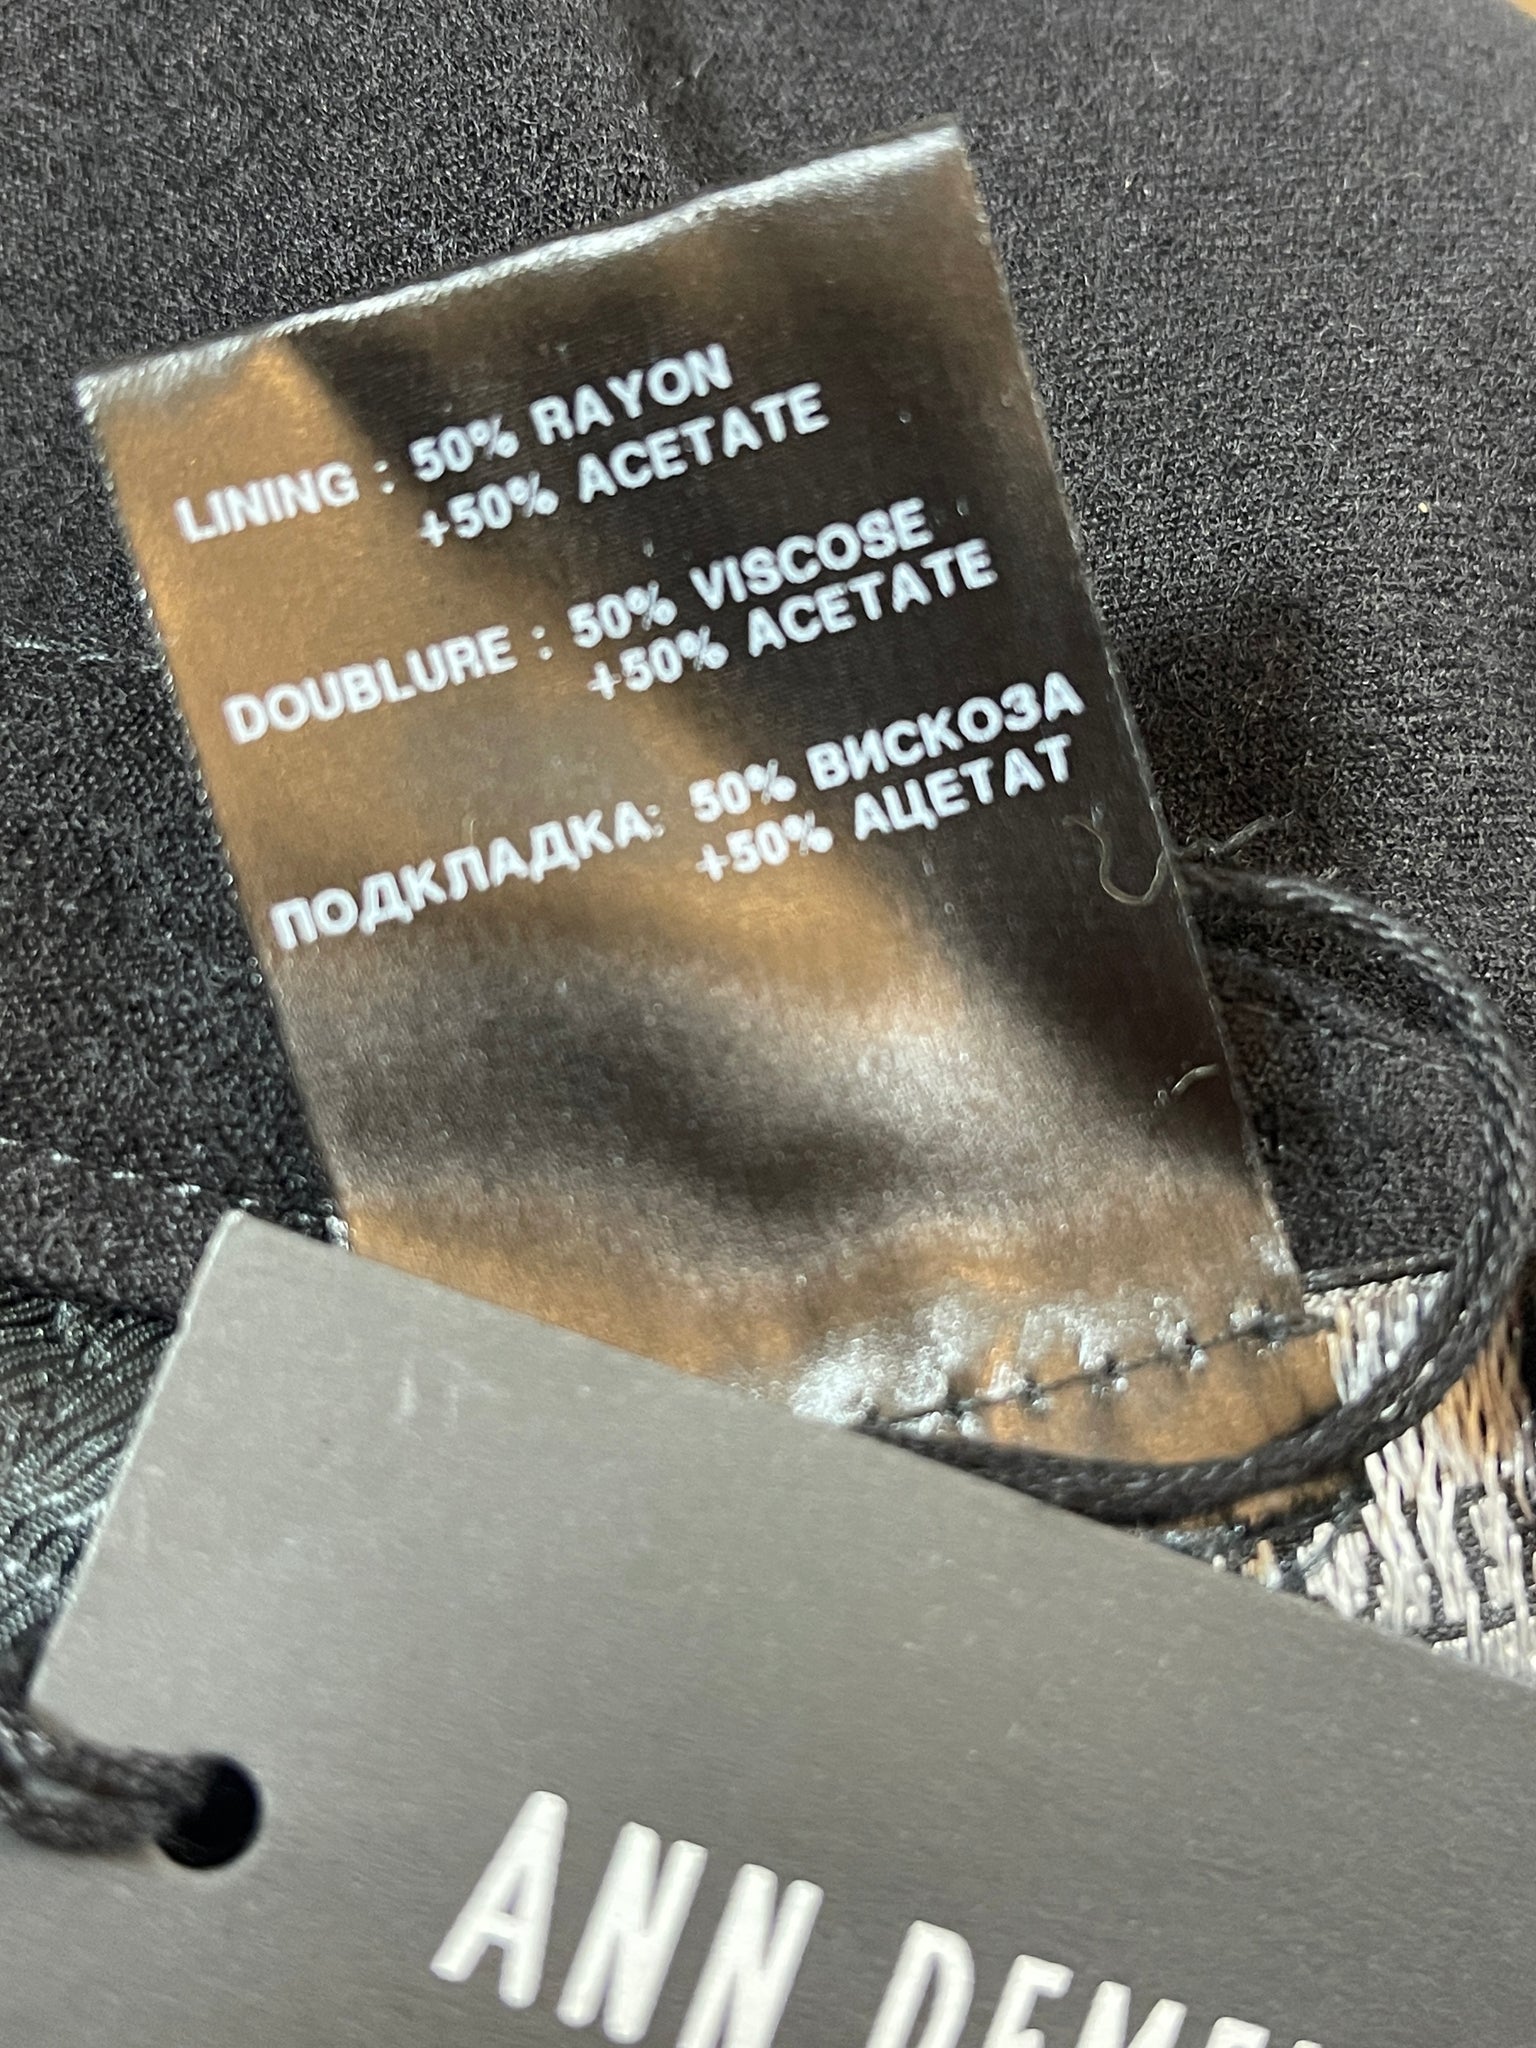 LINING : 50% RAYON
+50% ACETATE
DOUBLURE : 50% VISCOSE
+50% ACETATE
ПОДКЛАДКА: 50% ВИСКОЗА
+50% АЦЕТАТ
ANN